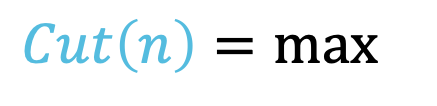 Cut(n) = max